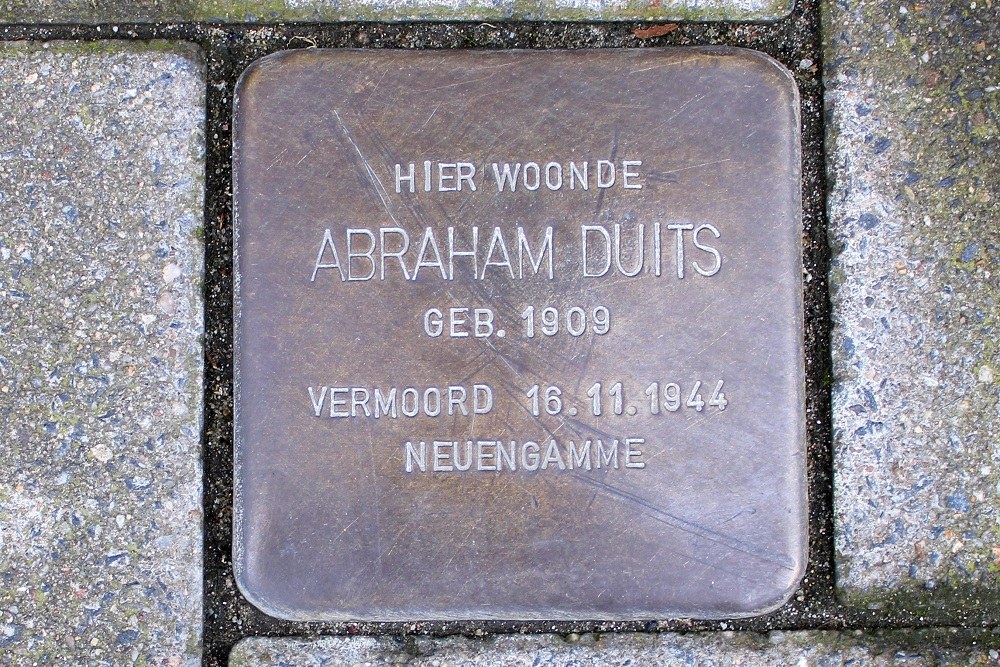 HIER WOONDE
ABRAHAM DUITS
GEB. 1909
VERMOORD 16.11.1944
NEUENGAMME